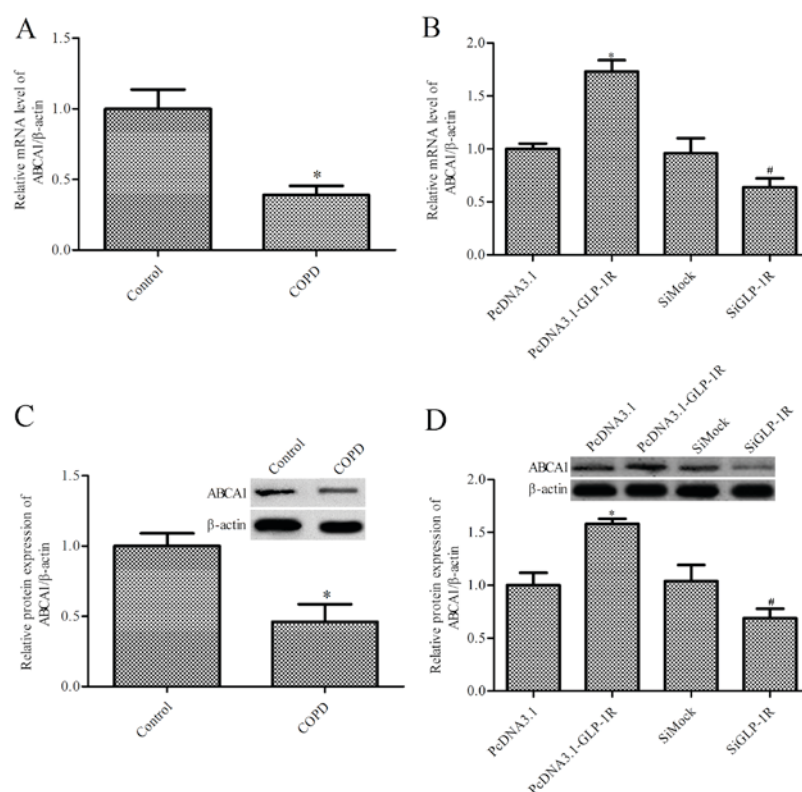 A
Relative mRNA level of
ABCA1/β-actin
1.5
1.0
0.5
0.0
*
Control
COPD
B
Relative mRNA level of
ABCA1/β-actin
2.0
1.5
1.0
0.5
0.0
*
#
PcDNA3.1
PcDNA3.1-GLP-1R
SiMock
SiGLP-1R
C
Relative protein expression of
ABCA1/β-actin
1.5
1.0
0.5
0.0
Control
COPD
ABCA1
β-actin
*
Control
COPD
D
PcDNA3.1
PcDNA3.1-GLP-1R
SiMock
SiGLP-1R
ABCA1
β-actin
Relative protein expression of
ABCA1/β-actin
2.0
1.5
1.0
0.5
0.0
*
#
PcDNA3.1
PcDNA3.1-GLP-1R
SiMock
SiGLP-1R